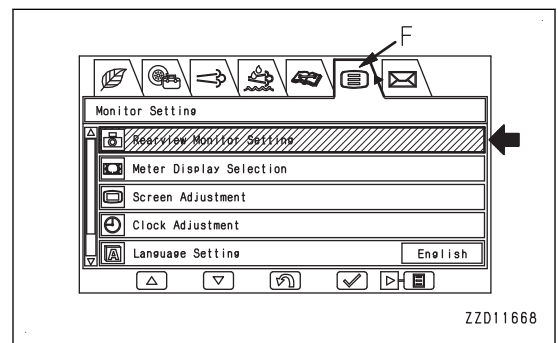 F
Monitor Setting
Rearview Monitor Setting
Meter Display Selection
Screen Adjustment
Clock Adjustment
A Language Setting English
ZZD11668